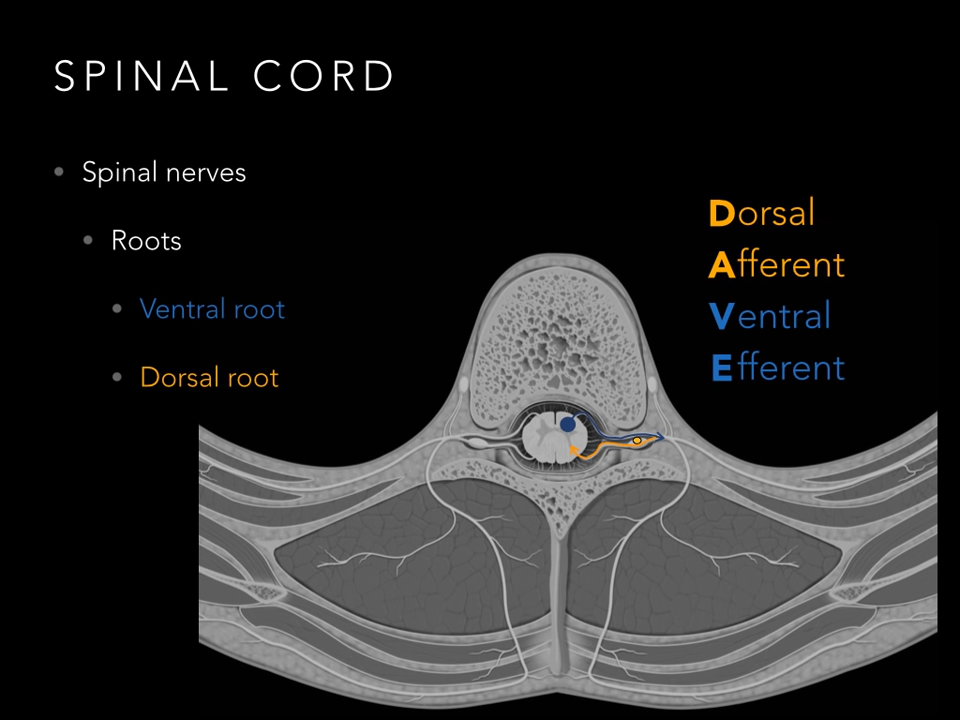 SPINAL CORD
• Spinal nerves
• Roots
• Ventral root
• Dorsal root
Dorsal
Afferent
Ventral
Efferent